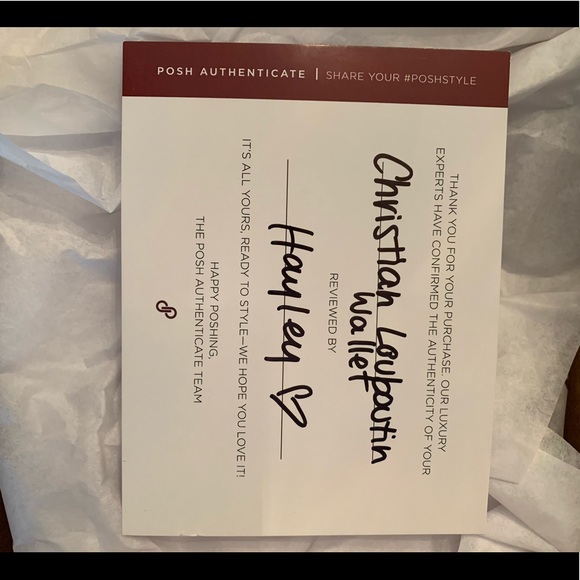 POSH AUTHENTICATE | SHARE YOUR #POSHSTYLE
THANK YOU FOR YOUR PURCHASE. OUR LUXURY
EXPERTS HAVE CONFIRMED THE AUTHENTICITY OF YOUR
Christian Louboutin
Wallet
REVIEWED BY
Hayley ♡
IT'S ALL YOURS, READY TO STYLE—WE HOPE YOU LOVE IT!
HAPPY POSHING,
THE POSH AUTHENTICATE TEAM